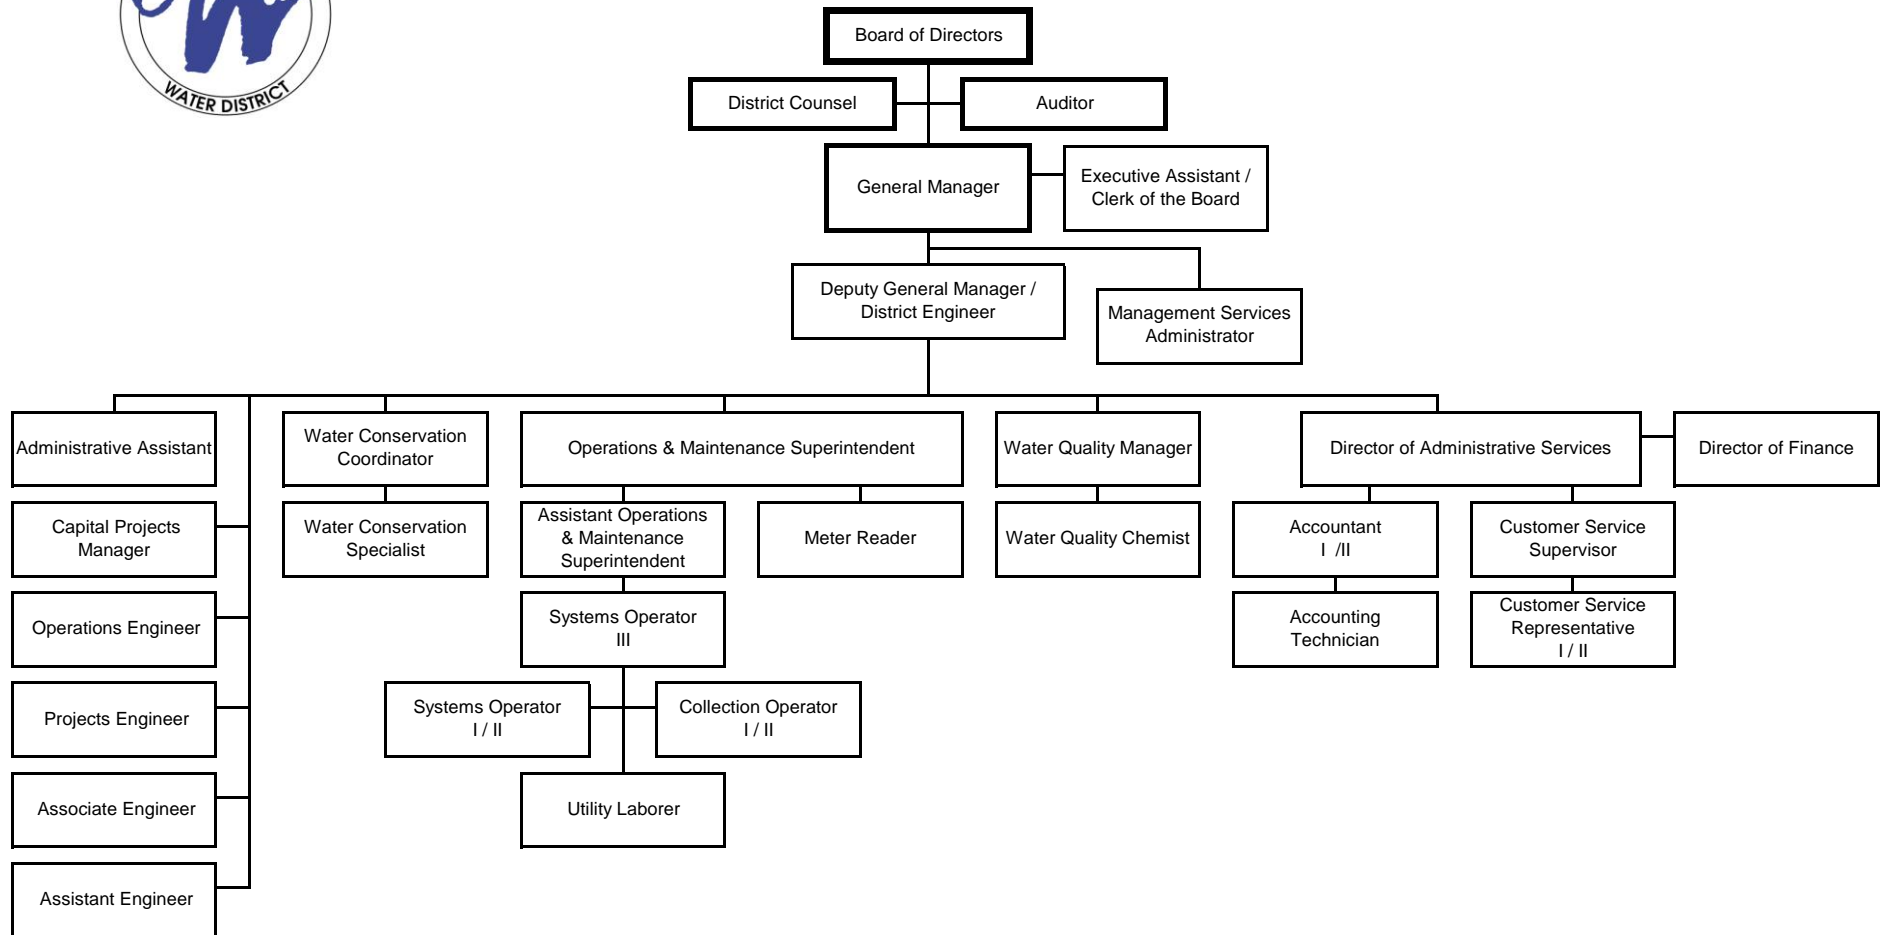 WATER DISTRICT
Board of Directors
District Counsel
Auditor
General Manager
Executive Assistant /
Clerk of the Board
Deputy General Manager /
District Engineer
Management Services
Administrator
Administrative Assistant
Water Conservation
Coordinator
Operations & Maintenance Superintendent
Water Quality Manager
Director of Administrative Services
Director of Finance
Capital Projects
Manager
Water Conservation
Specialist
Assistant Operations
& Maintenance
Superintendent
Meter Reader
Water Quality Chemist
Accountant
I /II
Customer Service
Supervisor
Operations Engineer
Systems Operator
III
Accounting
Technician
Customer Service
Representative
I / II
Projects Engineer
Systems Operator
I / II
Collection Operator
I / II
Associate Engineer
Utility Laborer
Assistant Engineer